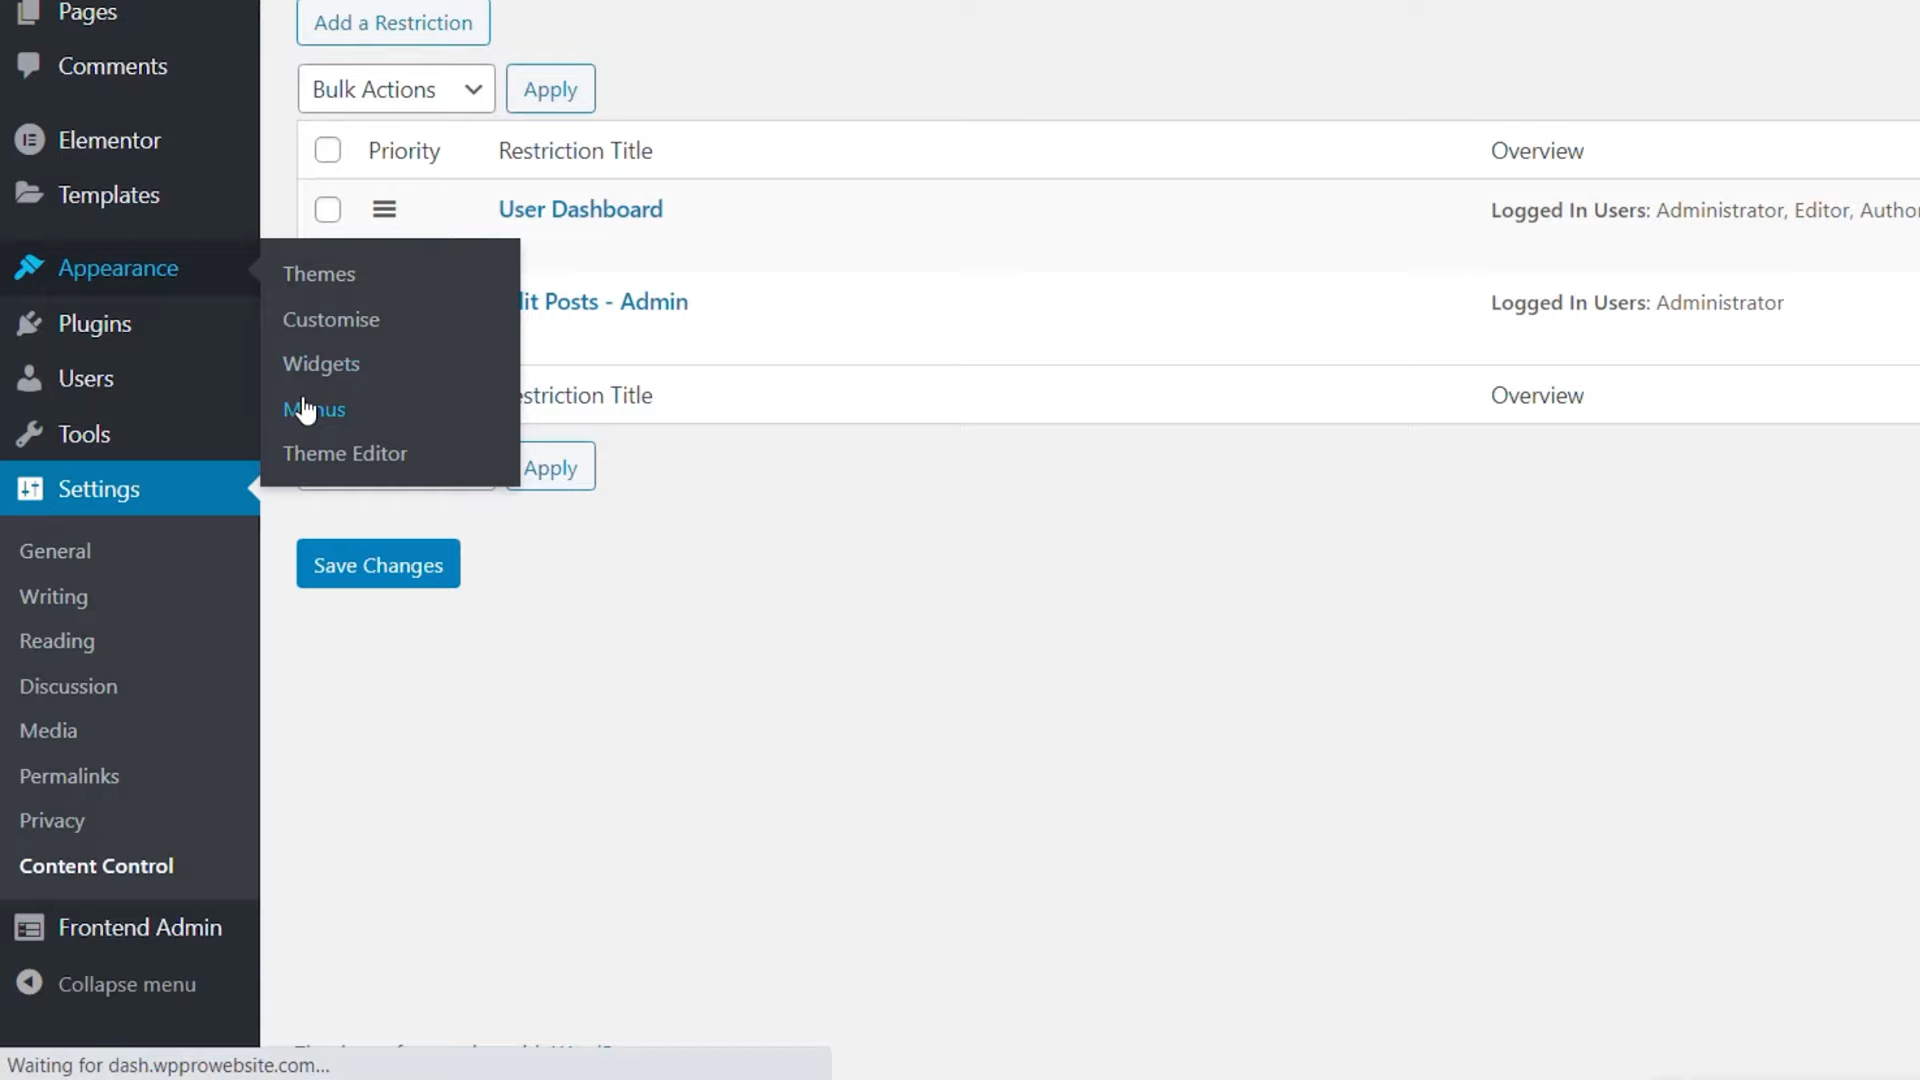 Pages
Comments
Elementor
Templates
Appearance
Plugins
Users
Tools
Settings
General
Writing
Reading
Discussion
Media
Permalinks
Privacy
Content Control
Frontend Admin
Collapse menu
Themes
Customise
Widgets
Menus
Theme Editor
Add a Restriction
Bulk Actions Apply
Priority Restriction Title Overview
User Dashboard Logged In Users: Administrator, Editor, Autho
it Posts - Admin Logged In Users: Administrator
estriction Title Overview
Apply
Save Changes
Waiting for dash.wpprowebsite.com...